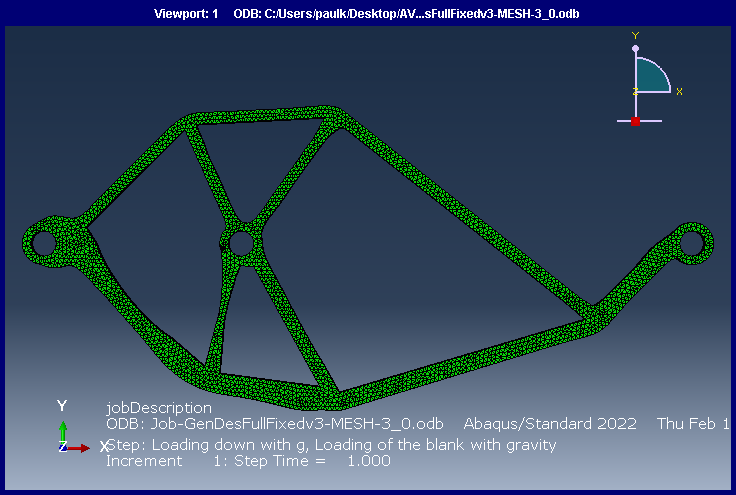 Viewport: 1 ODB: C:/Users/paulk/Desktop/AV...sFullFixedv3-MESH-3_0.odb
Y
Z X
Y
jobDescription
ODB: Job-GenDesFullFixedv3-MESH-3_0.odb Abaqus/Standard 2022 Thu Feb 1
Z X Step: Loading down with g, Loading of the blank with gravity
Increment 1: Step Time = 1.000